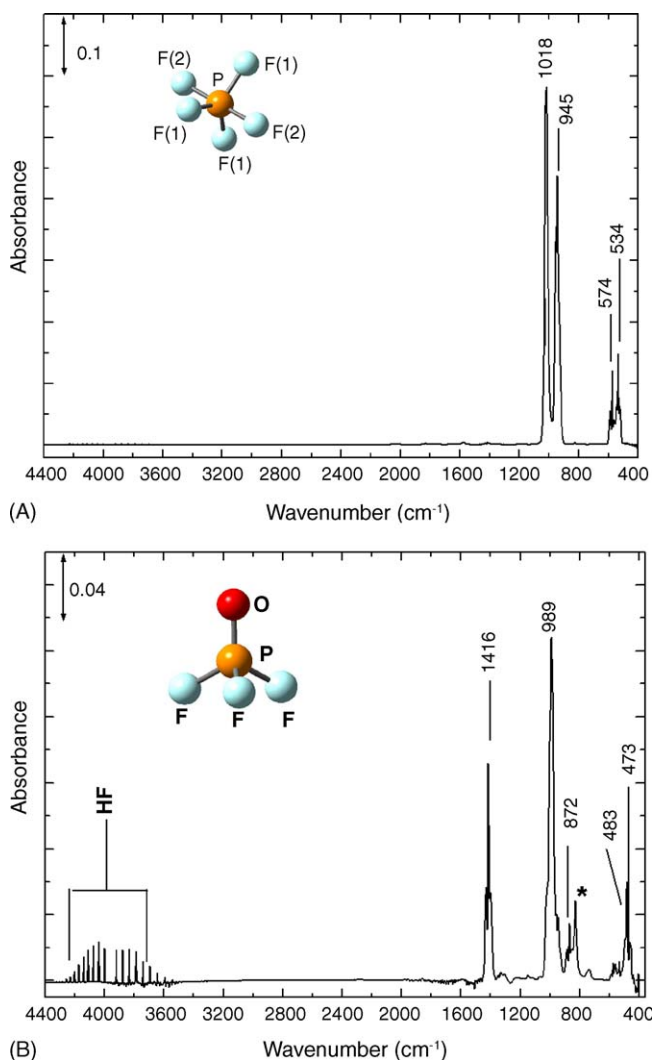 0.1
F(2)
P
F(1)
F(1)
F(2)
F(1)
1018
945
574
534
Absorbance
4400 4000 3600 3200 2800 2400 2000 1600 1200 800 400
(A)
Wavenumber (cm-1)
0.04
O
P
F
F
F
HF
1416
989
872
*
483
473
Absorbance
4400 4000 3600 3200 2800 2400 2000 1600 1200 800 400
(B)
Wavenumber (cm-1)